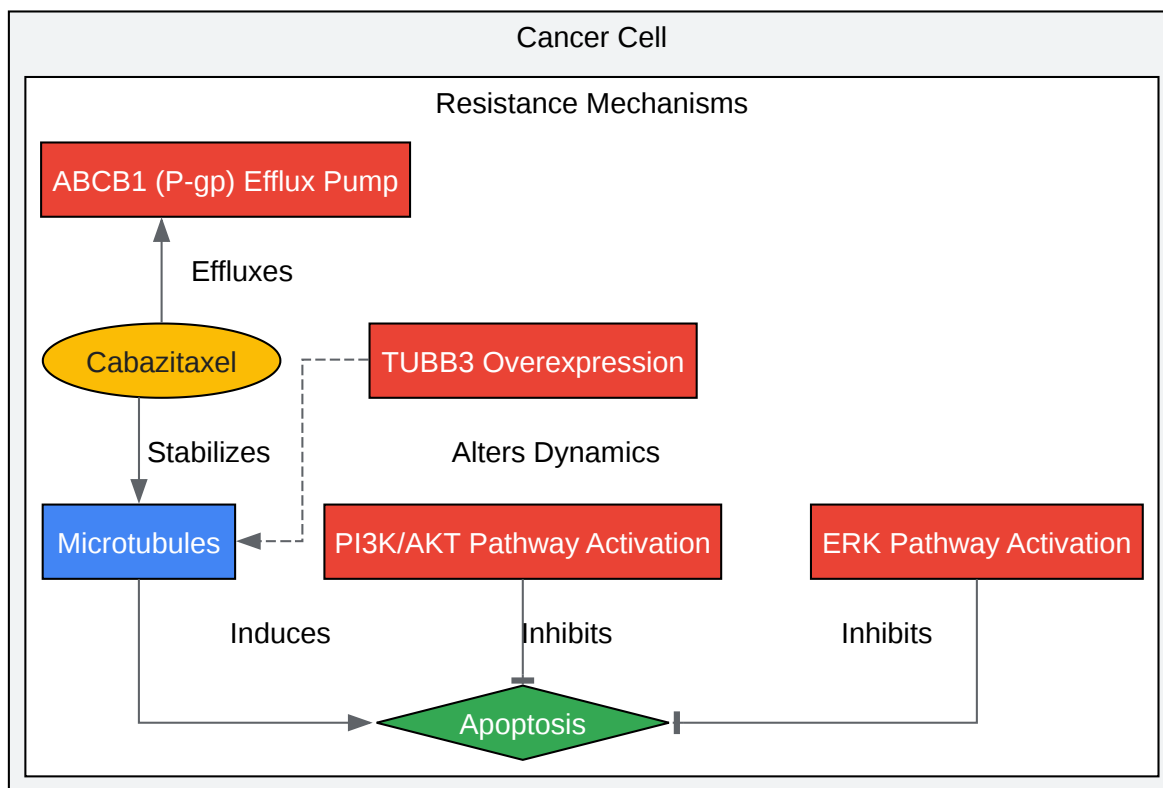 Cancer Cell
Resistance Mechanisms
ABCB1 (P-gp) Efflux Pump
Effluxes
Cabazitaxel
TUBB3 Overexpression
Stabilizes
Alters Dynamics
Microtubules
PI3K/AKT Pathway Activation
ERK Pathway Activation
Induces
Inhibits
Inhibits
Apoptosis